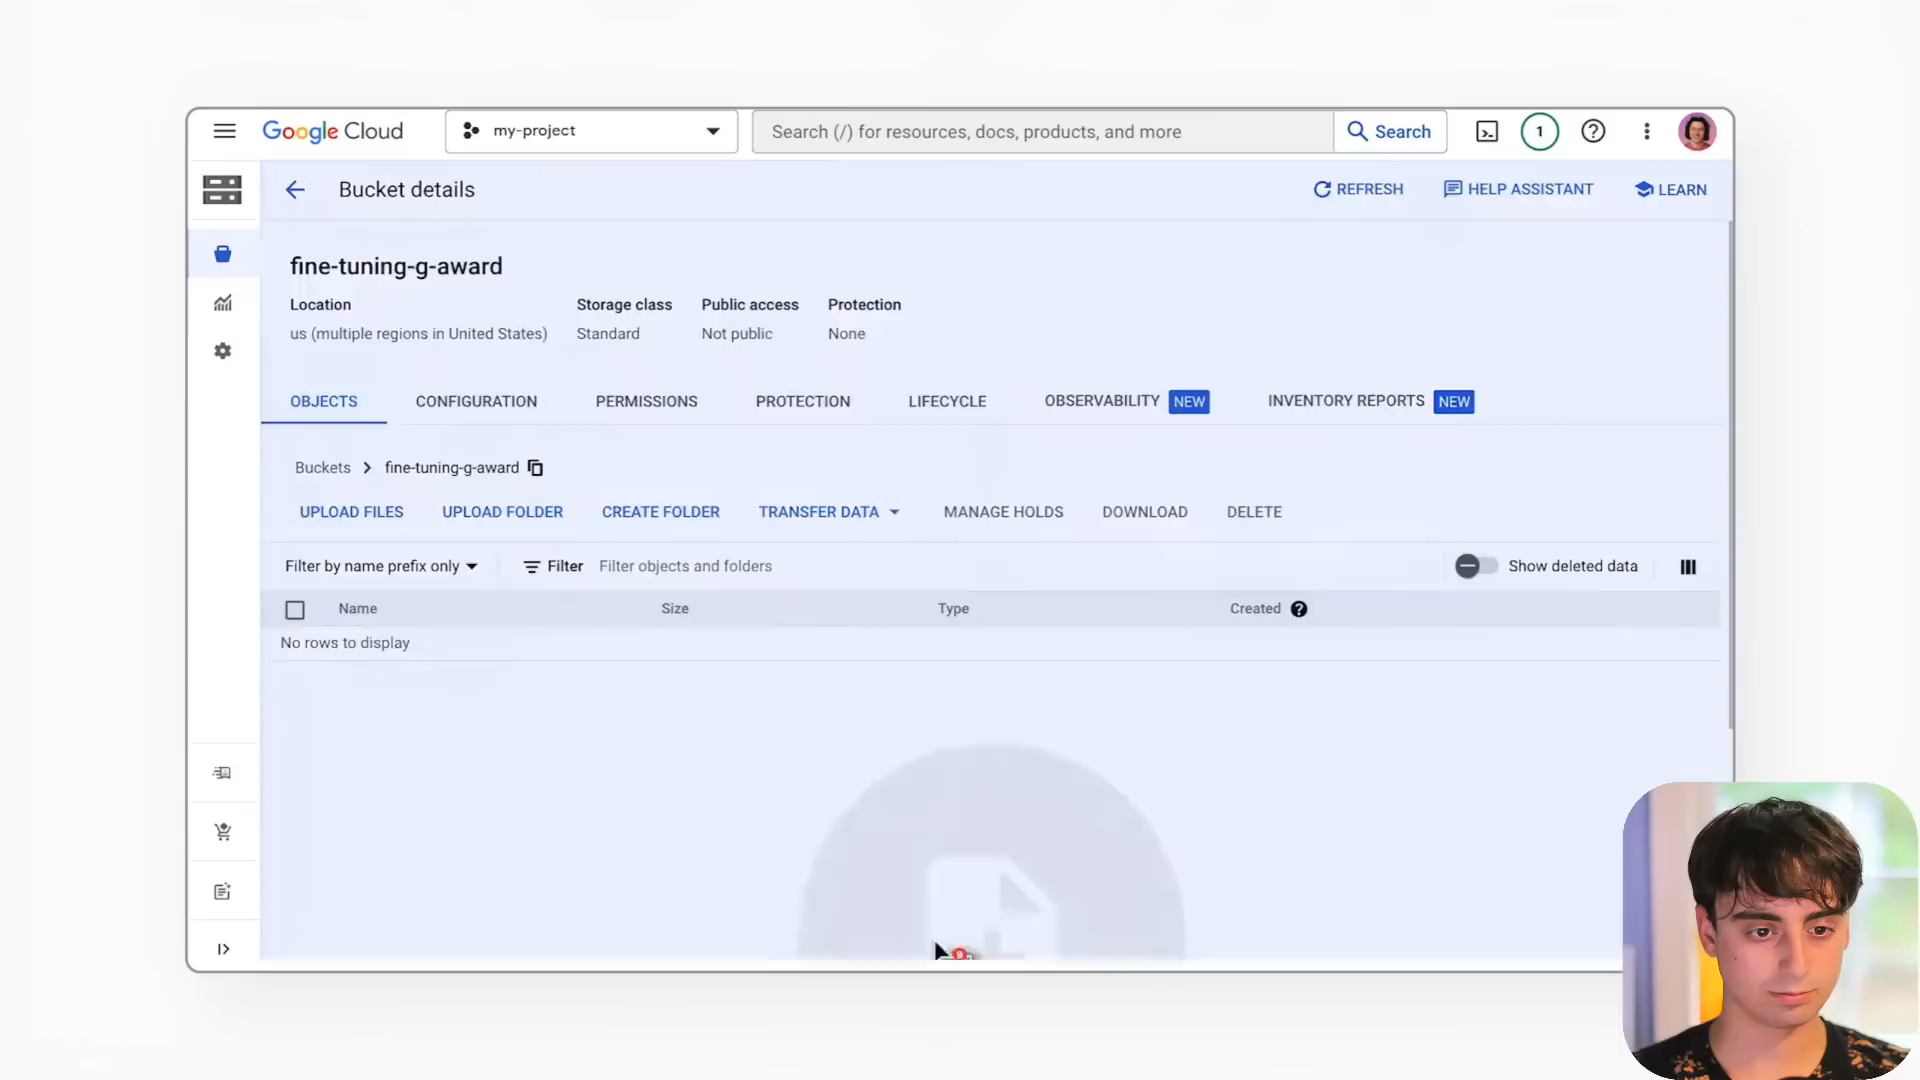 Google Cloud
my-project
Search (/) for resources, docs, products, and more
Search
1
Bucket details
REFRESH
HELP ASSISTANT
LEARN
fine-tuning-g-award
Location Storage class Public access Protection
us (multiple regions in United States) Standard Not public None
OBJECTS CONFIGURATION PERMISSIONS PROTECTION LIFECYCLE OBSERVABILITY NEW INVENTORY REPORTS NEW
Buckets > fine-tuning-g-award
UPLOAD FILES UPLOAD FOLDER CREATE FOLDER TRANSFER DATA MANAGE HOLDS DOWNLOAD DELETE
Filter by name prefix only Filter Filter objects and folders Show deleted data
Name Size Type Created
No rows to display